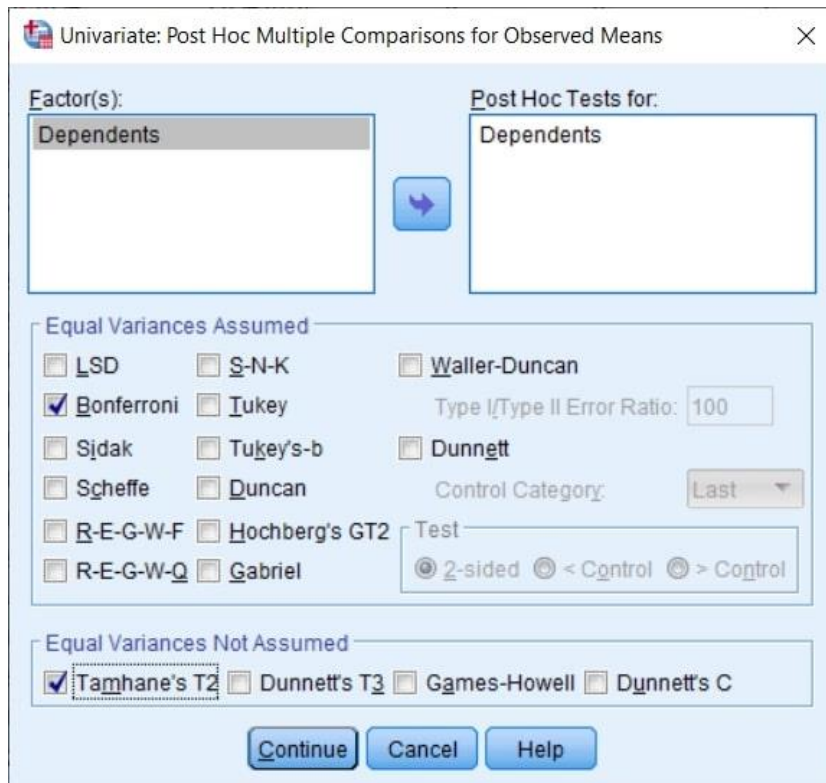 Univariate: Post Hoc Multiple Comparisons for Observed Means
Factor(s):
Dependents
Post Hoc Tests for:
Dependents
Equal Variances Assumed
LSD S-N-K Waller-Duncan
Bonferroni Tukey Type I/Type II Error Ratio: 100
Sidak Tukey's-b Dunnett
Scheffe Duncan Control Category: Last
R-E-G-W-F Hochberg's GT2 Test
R-E-G-W-Q Gabriel 2-sided < Control > Control
Equal Variances Not Assumed
Tamhane's T2 Dunnett's T3 Games-Howell Dunnett's C
Continue Cancel Help